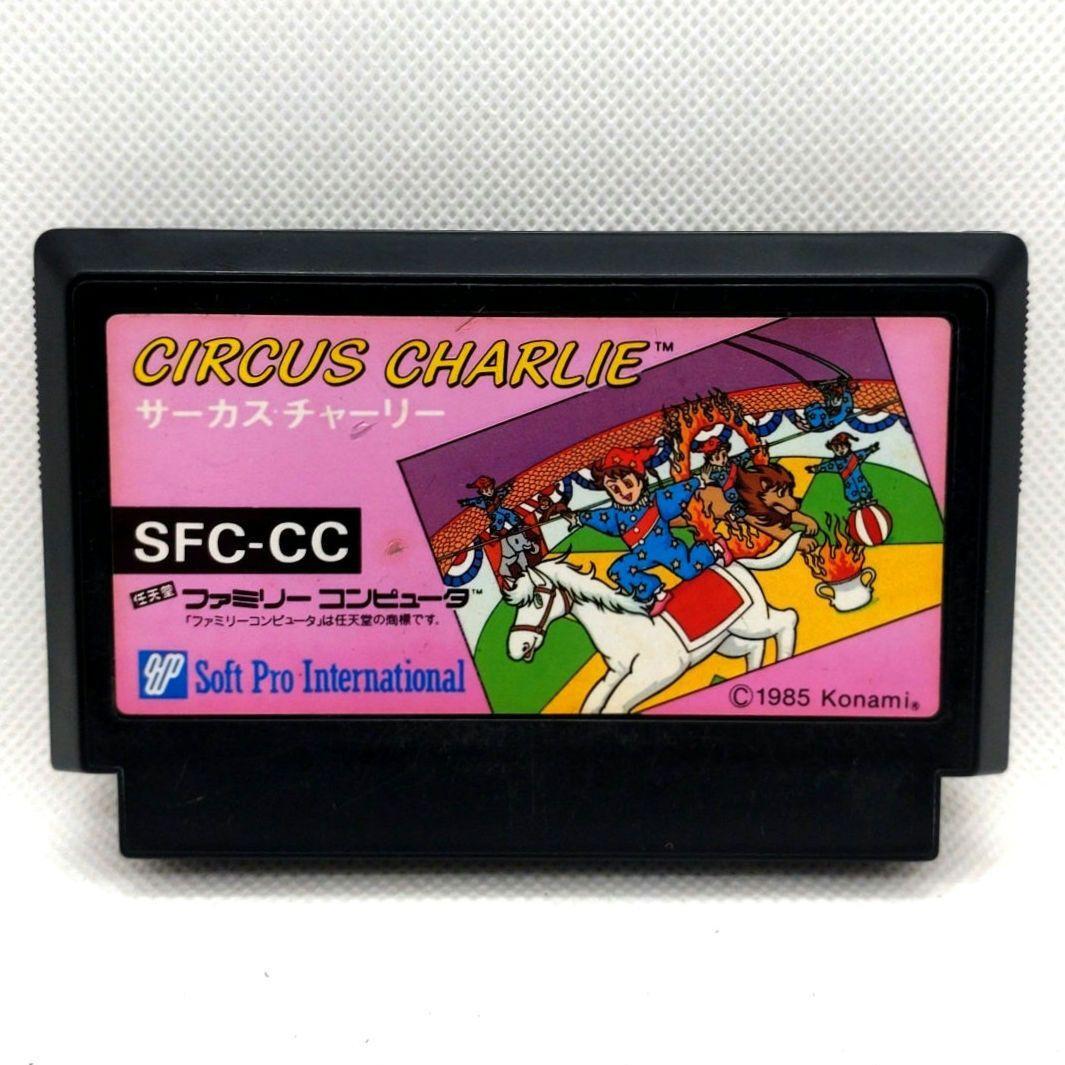 CIRCUS CHARLIE™
サーカス・チャーリー
SFC-CC
任天堂 ファミリーコンピュータ™
「ファミリーコンピュータ」は任天堂の商標です。
Soft Pro International
©1985 Konami®